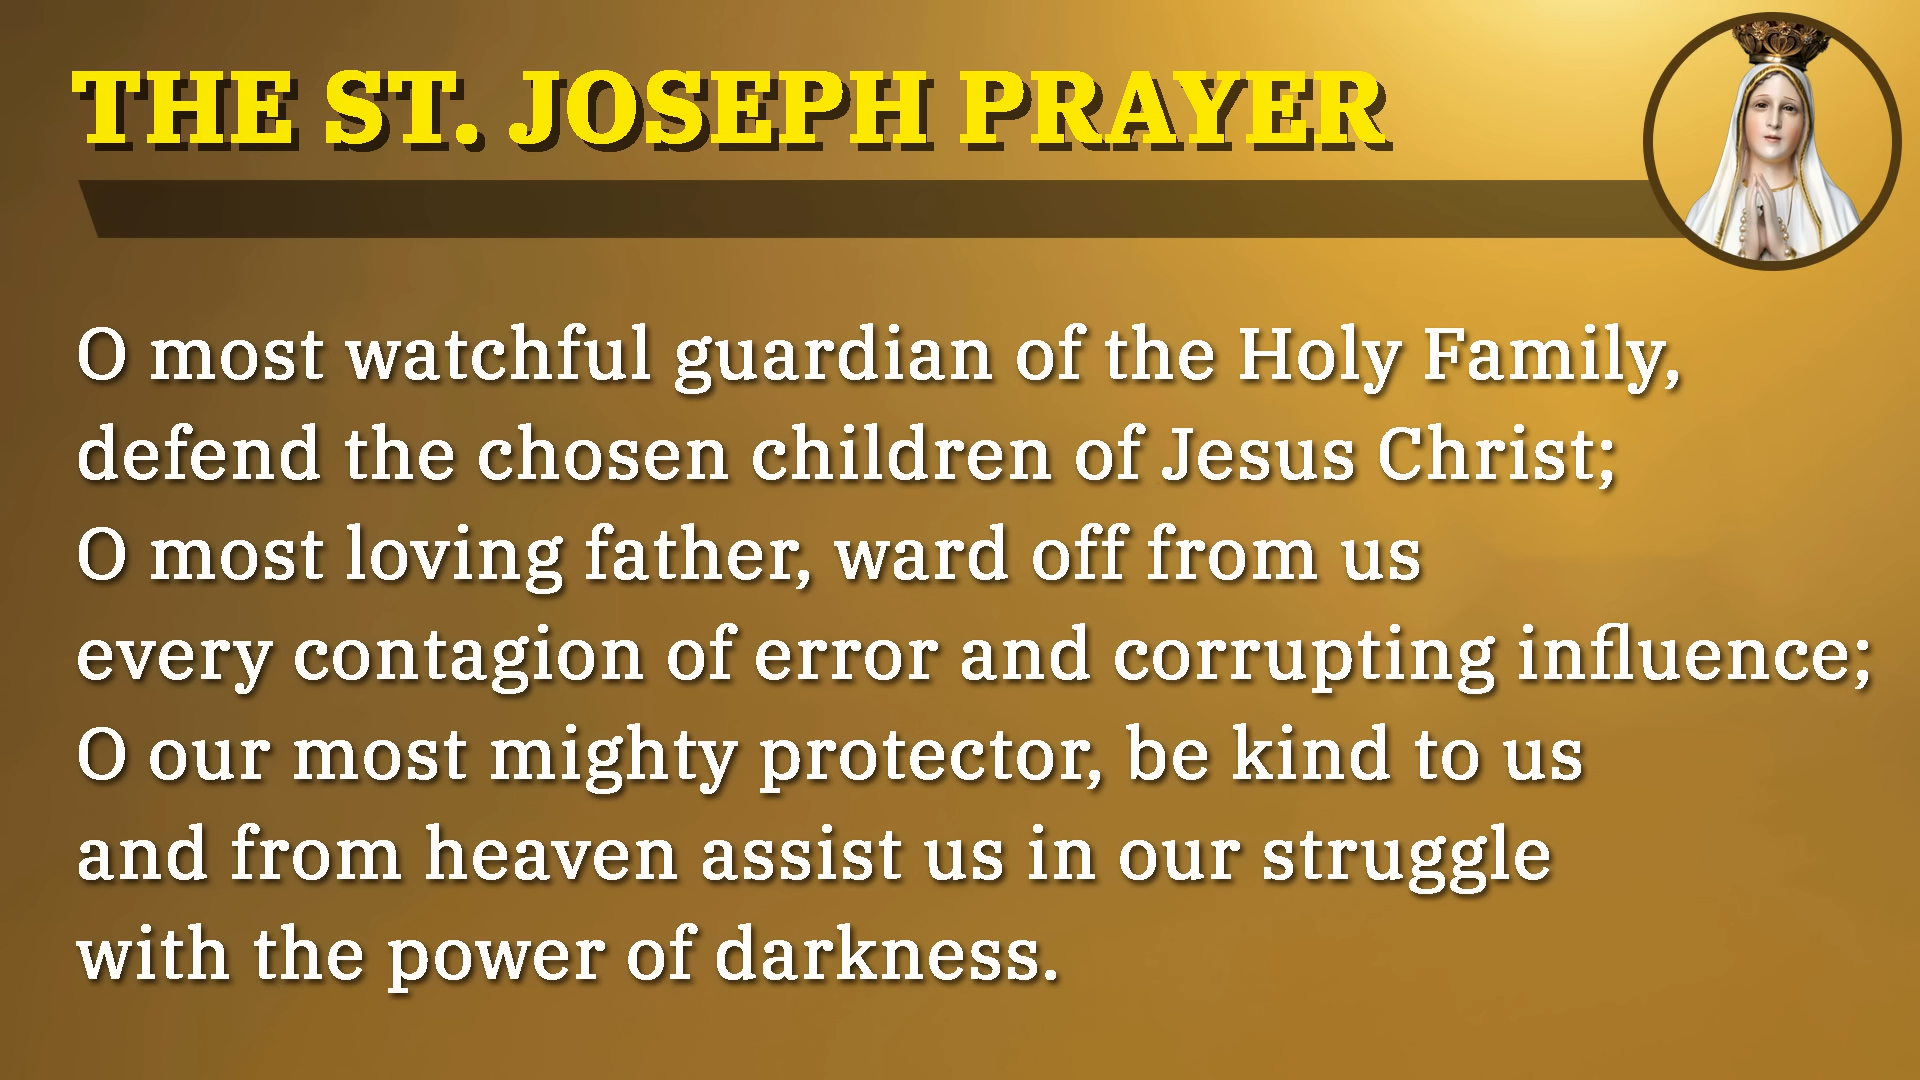 THE ST. JOSEPH PRAYER
O most watchful guardian of the Holy Family,
defend the chosen children of Jesus Christ;
O most loving father, ward off from us
every contagion of error and corrupting influence;
O our most mighty protector, be kind to us
and from heaven assist us in our struggle
with the power of darkness.